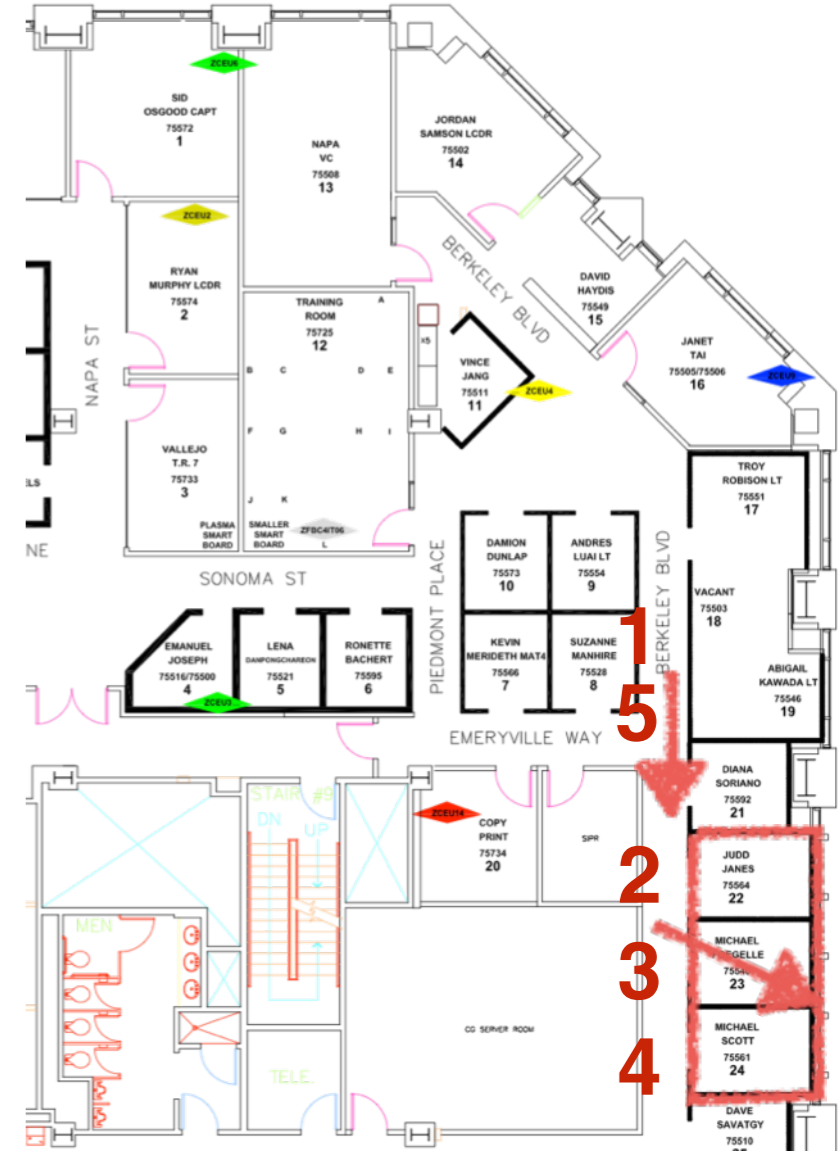 ZCEU6
SID
OSGOOD CAPT
75572
1
NAPA
VC
75508
13
JORDAN
SAMSON LCDR
75502
14
ZCEU2
RYAN
MURPHY LCDR
75574
2
NAPA ST
BERKELEY BLVD
DAVID
HAYDIS
75549
15
TRAINING
ROOM
75725
12
A
B C D E
F G H I
J K
L
X5
VINCE
JANG
75511
11
ZCEU4
JANET
TAI
75505/75506
16
VALLEJO
T.R. 7
75733
3
PLASMA
SMART
BOARD
SMALLER
SMART
BOARD
ZFBC4/T06
TROY
ROBISON LT
75551
17
ELS
NE
SONOMA ST
PIEDMONT PLACE
DAMION
DUNLAP
75573
10
ANDRES
LUAI LT
75554
9
BERKELEY BLVD
VACANT
75503
18
EMANUEL
JOSEPH
75516/75500
4
ZCEU3
LENA
DANPONGCHAREON
75521
5
RONETTE
BACHERT
75595
6
KEVIN
MERIDETH MAT4
75566
7
SUZANNE
MANHIRE
75528
8
1
5
ABIGAIL
KAWADA LT
75546
19
EMERYVILLE WAY
DIANA
SORIANO
75592
21
STAIR #9
DN UP
ZCEU14
COPY
PRINT
75734
20
SIPR
2
JUDD
JANES
75564
22
MEN
3
MICHAEL
23
CG SERVER ROOM
4
MICHAEL
SCOTT
75561
24
TELE.
DAVE
SAVATGY
75510